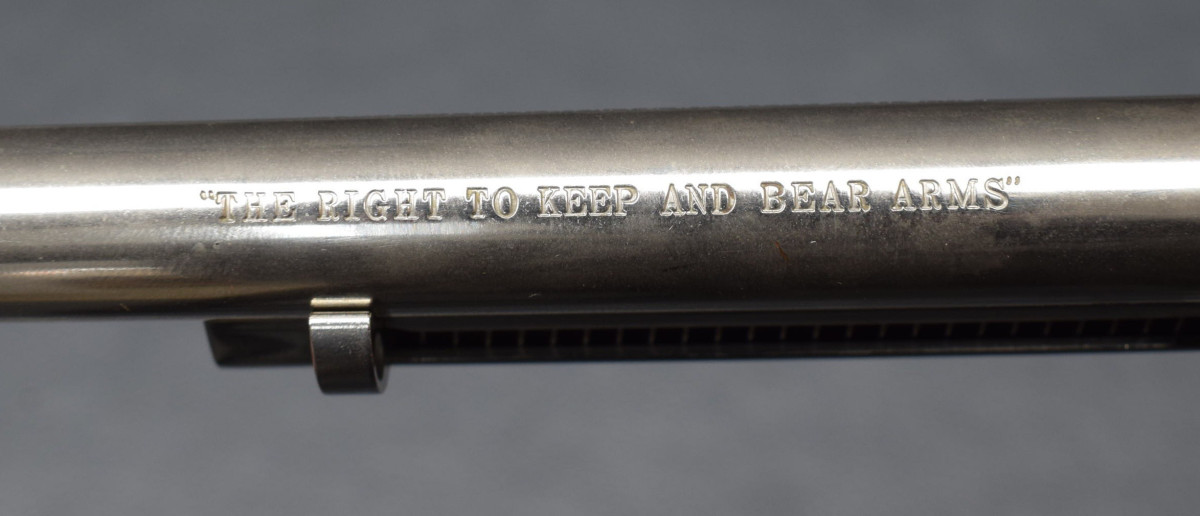 "THE RIGHT TO KEEP AND BEAR ARMS"